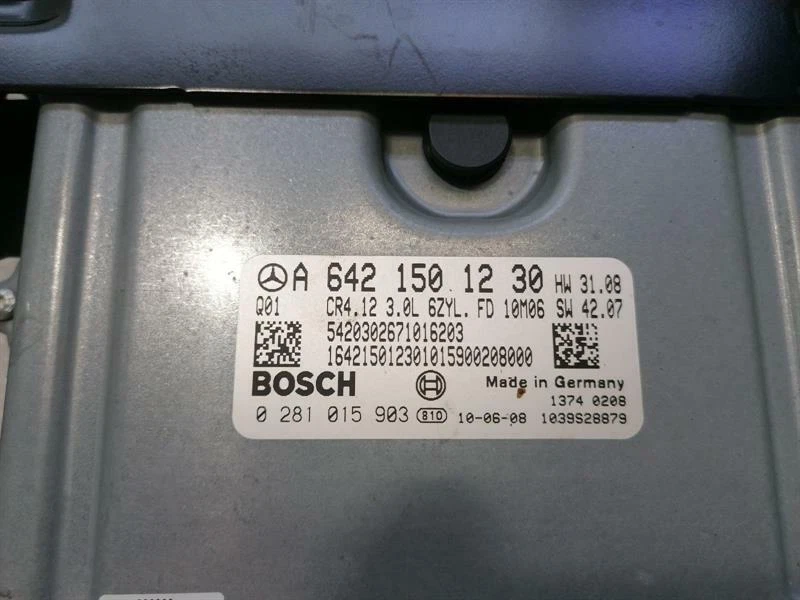 A 642 150 12 30 HW 31.08
Q01 CR4.12 3.0L 6ZYL. FD 10M06 SW 42.07
5420302671016203
164215012301015900208000
BOSCH Made in Germany
1374 0208
0 281 015 903 810 10-06-08 1039S28879